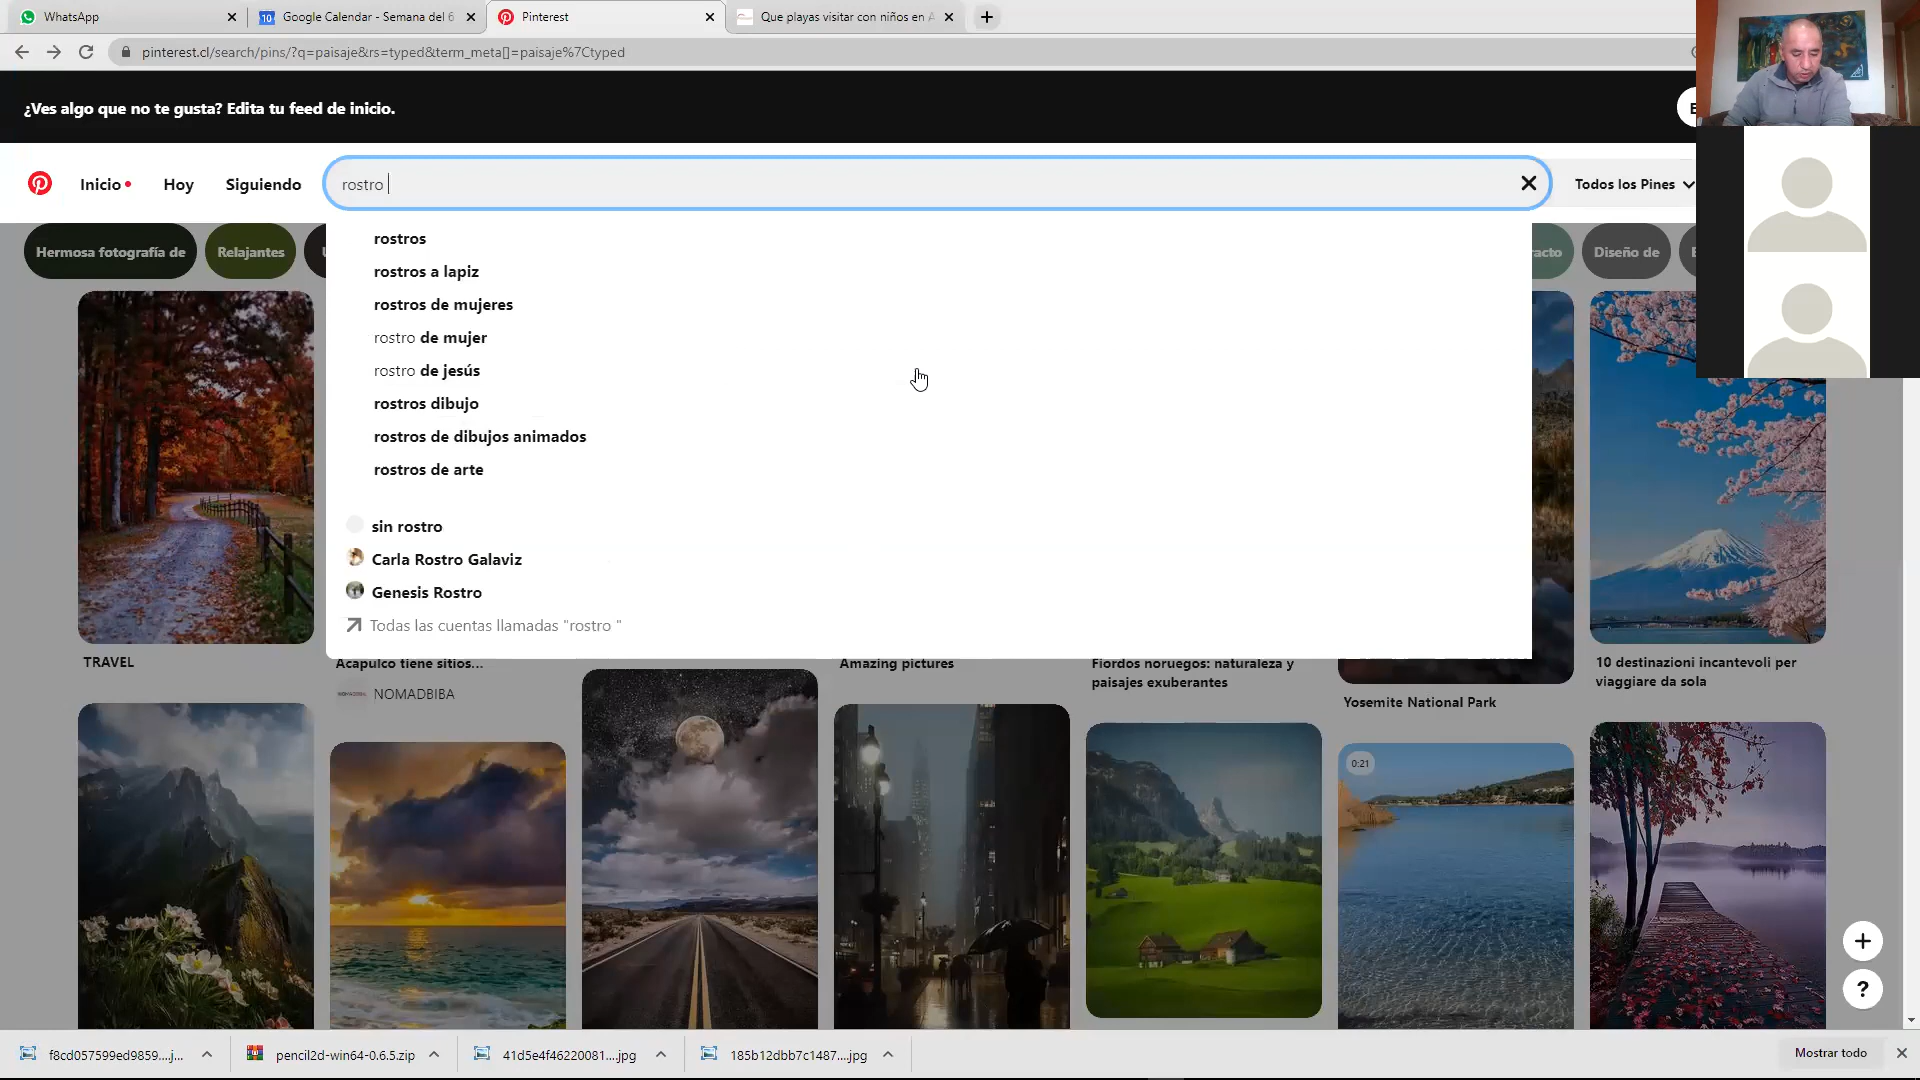 WhatsApp
Google Calendar - Semana del 6
Pinterest
Que playas visitar con niños en A
pinterest.cl/search/pins/?q=paisaje&rs=typed&term_meta[]=paisaje%7Ctyped
¿Ves algo que no te gusta? Edita tu feed de inicio.
Inicio
Hoy
Siguiendo
rostro
Todos los Pines
Hermosa fotografía de
Relajantes
racto
Diseño de
rostros
rostros a lapiz
rostros de mujeres
rostro de mujer
rostro de jesús
rostros dibujo
rostros de dibujos animados
rostros de arte
sin rostro
Carla Rostro Galaviz
Genesis Rostro
Todas las cuentas llamadas "rostro "
TRAVEL
Acapulco tiene sitios...
NOMADBIBA
Amazing pictures
Fiordos noruegos: naturaleza y
paisajes exuberantes
Yosemite National Park
10 destinazioni incantevoli per
viaggiare da sola
0:21
?
f8cd057599ed9859....j...
pencil2d-win64-0.6.5.zip
41d5e4f46220081....jpg
185b12dbb7c1487....jpg
Mostrar todo